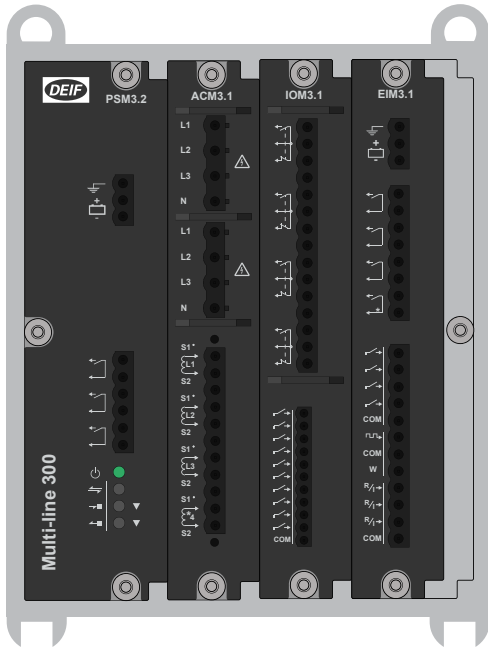 DEIF
PSM3.2
Multi-line 300
ACM3.1
L1
L2
L3
N
L1
L2
L3
N
S1*
L1
S2
S1*
L2
S2
S1*
L3
S2
S1*
*4
S2
IOM3.1
COM
EIM3.1
COM
COM
W
R/I
R/I
R/I
COM